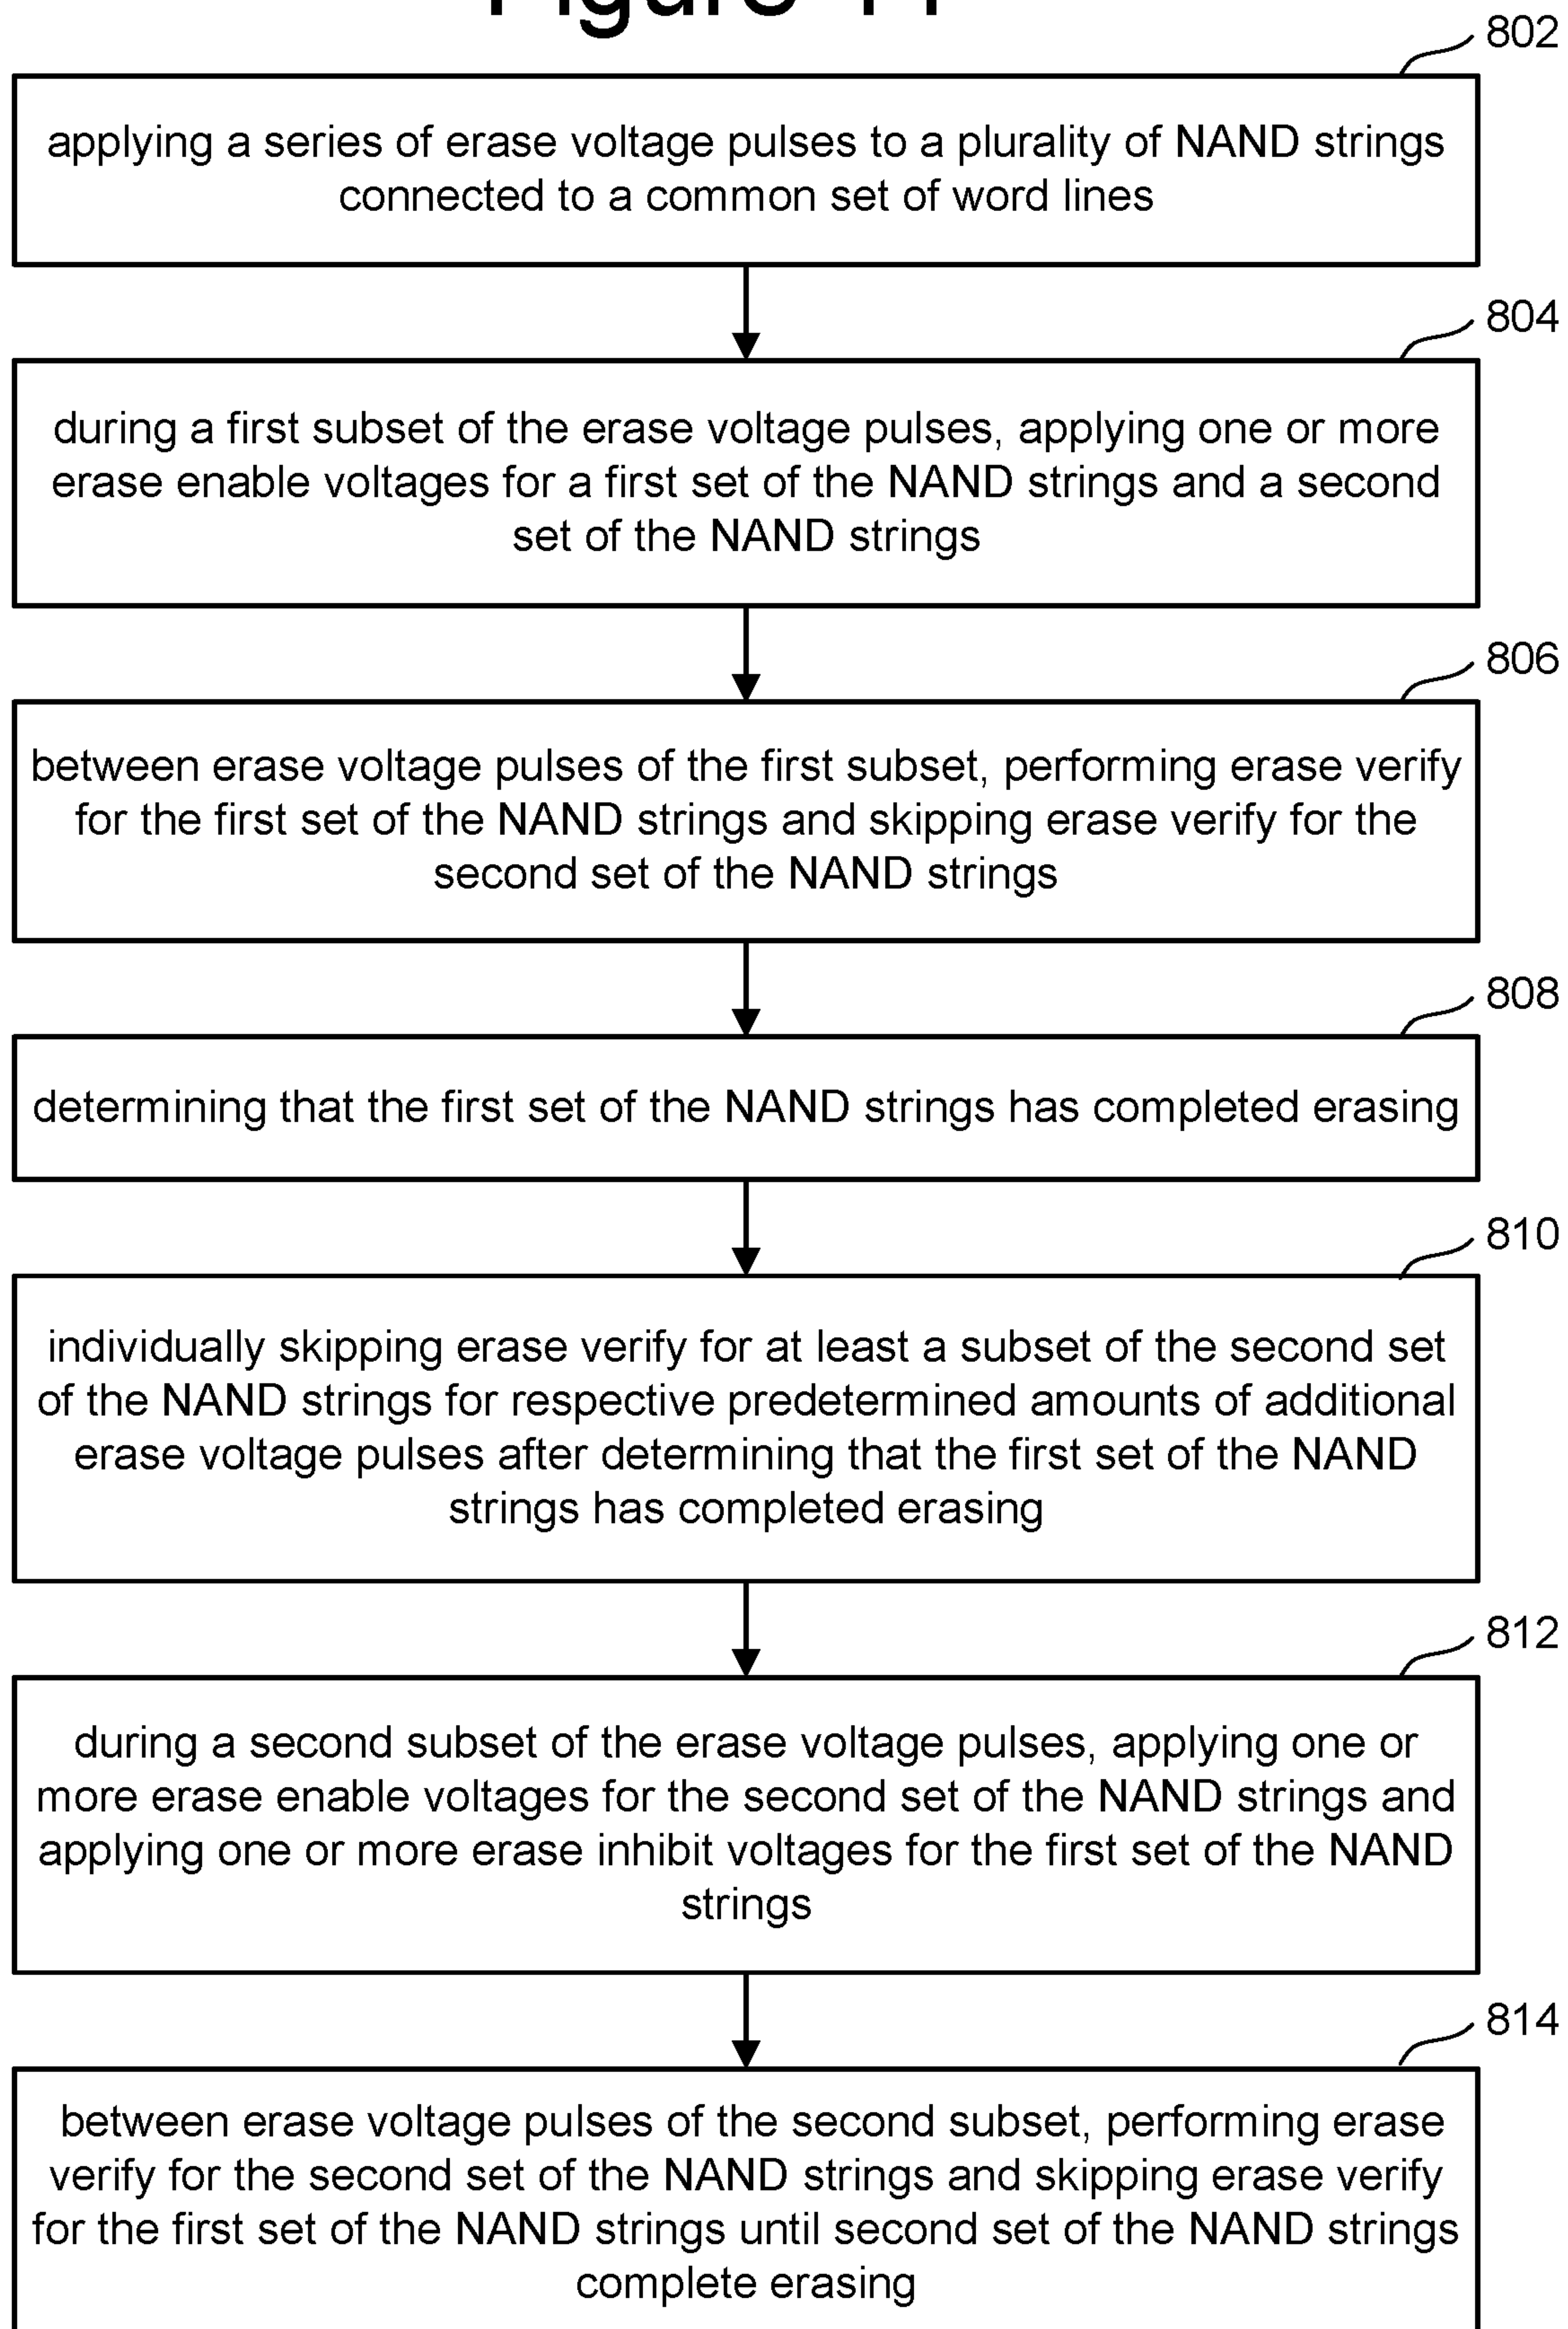 802
applying a series of erase voltage pulses to a plurality of NAND strings
connected to a common set of word lines
804
during a first subset of the erase voltage pulses, applying one or more
erase enable voltages for a first set of the NAND strings and a second
set of the NAND strings
806
between erase voltage pulses of the first subset, performing erase verify
for the first set of the NAND strings and skipping erase verify for the
second set of the NAND strings
808
determining that the first set of the NAND strings has completed erasing
810
individually skipping erase verify for at least a subset of the second set
of the NAND strings for respective predetermined amounts of additional
erase voltage pulses after determining that the first set of the NAND
strings has completed erasing
812
during a second subset of the erase voltage pulses, applying one or
more erase enable voltages for the second set of the NAND strings and
applying one or more erase inhibit voltages for the first set of the NAND
strings
814
between erase voltage pulses of the second subset, performing erase
verify for the second set of the NAND strings and skipping erase verify
for the first set of the NAND strings until second set of the NAND strings
complete erasing